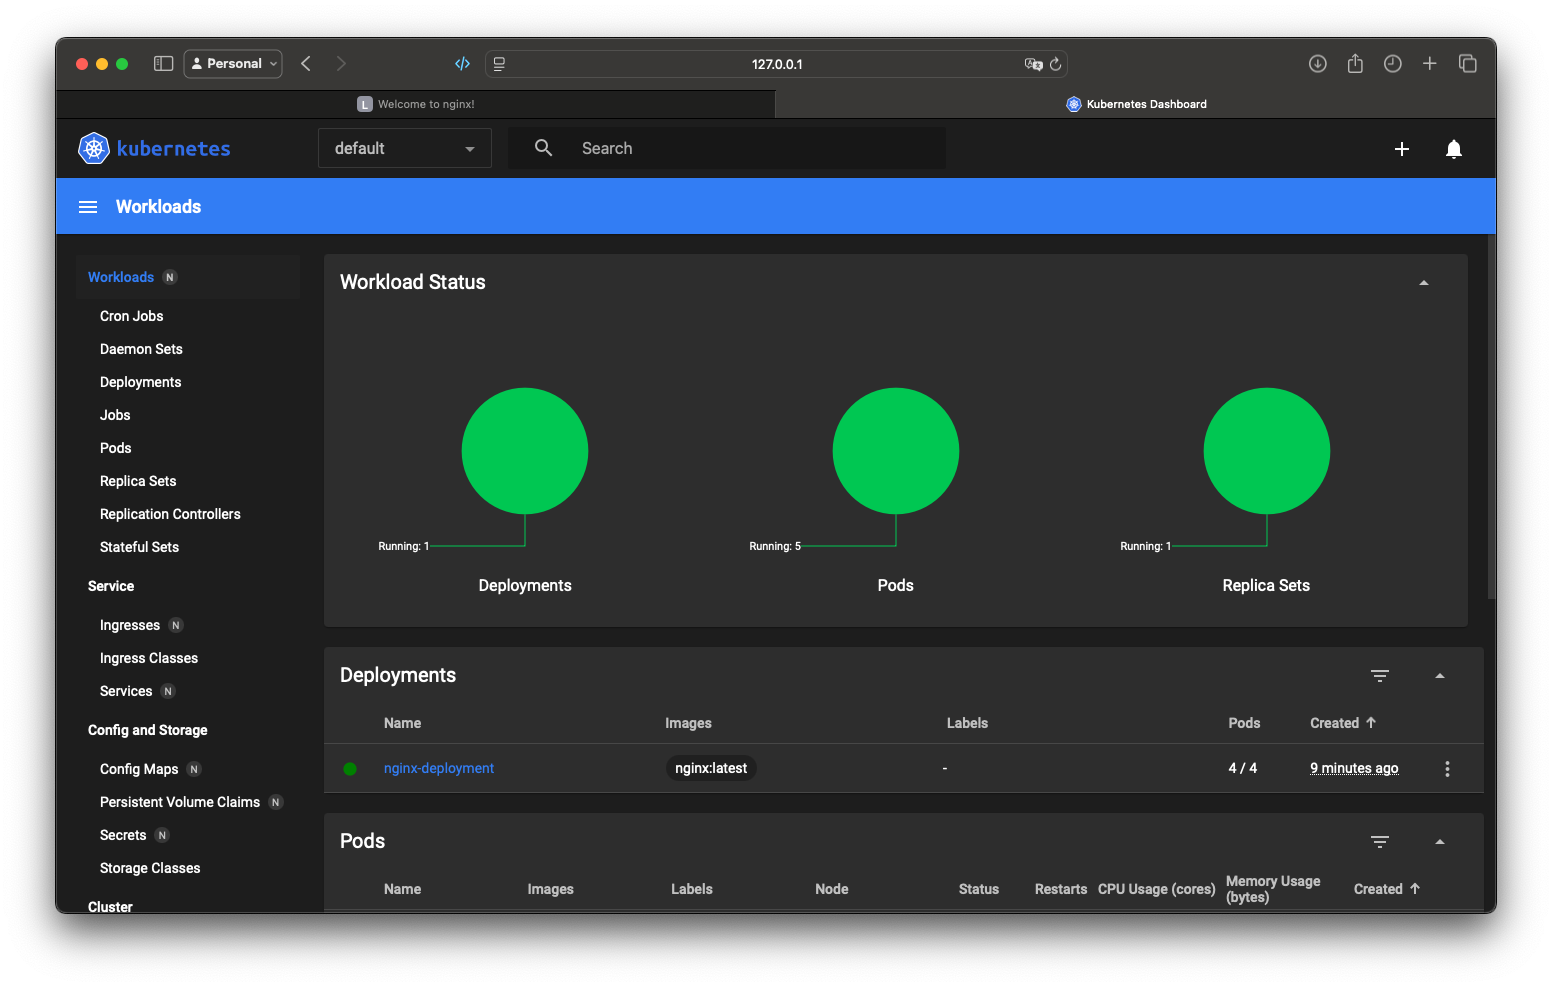 Personal
127.0.0.1
L Welcome to nginx!
Kubernetes Dashboard
kubernetes
default
Search
Workloads
Workloads N
Cron Jobs
Daemon Sets
Deployments
Jobs
Pods
Replica Sets
Replication Controllers
Stateful Sets
Service
Ingresses N
Ingress Classes
Services N
Config and Storage
Config Maps N
Persistent Volume Claims N
Secrets N
Storage Classes
Cluster
Workload Status
Running: 1
Deployments
Running: 5
Pods
Running: 1
Replica Sets
Deployments
Name Images Labels Pods Created
nginx-deployment nginx:latest - 4 / 4 9 minutes ago
Pods
Name Images Labels Node Status Restarts CPU Usage (cores) Memory Usage (bytes) Created